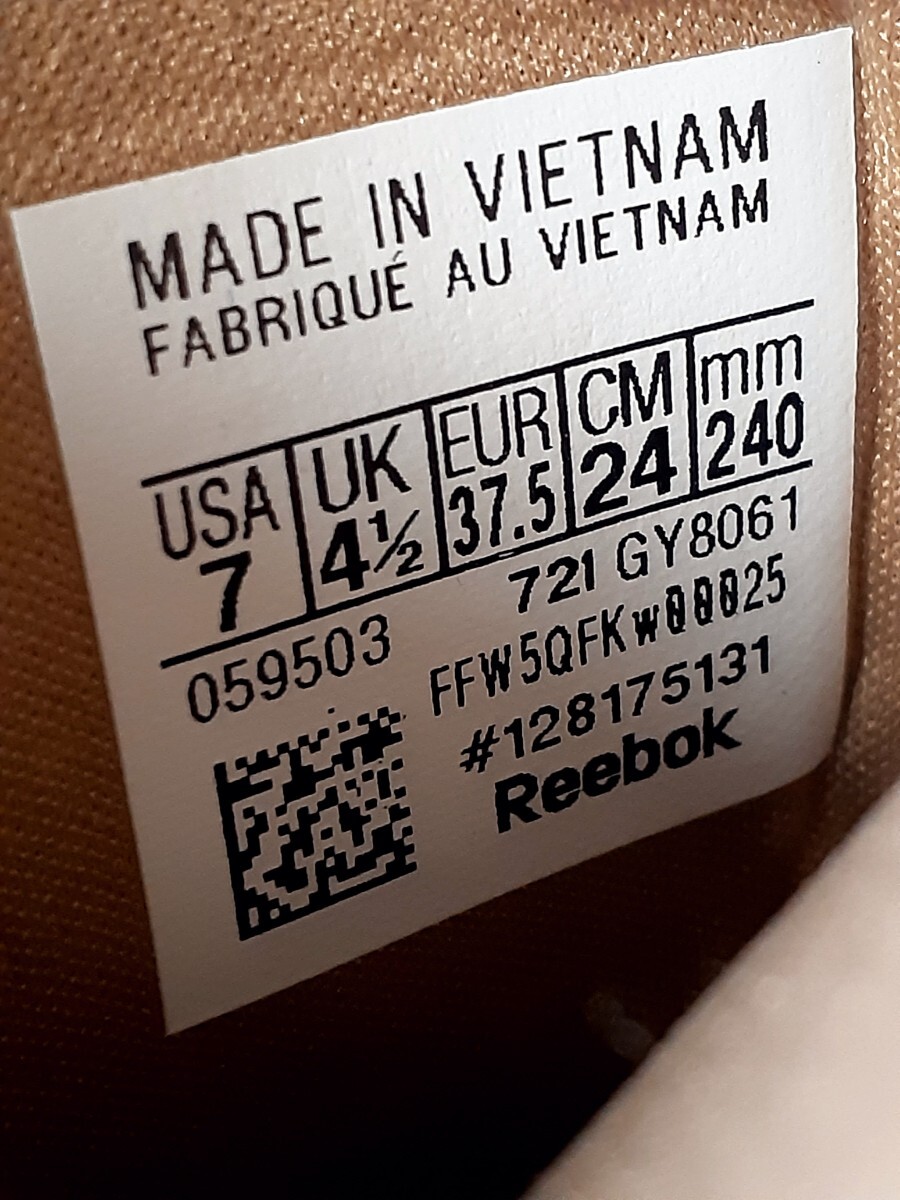 MADE IN VIETNAM
FABRIQUÉ AU VIETNAM
USA UK EUR CM mm
7 4½ 37.5 24 240
721 GY8061
059503 FFW5QFKW00025
#128175131
Reebok